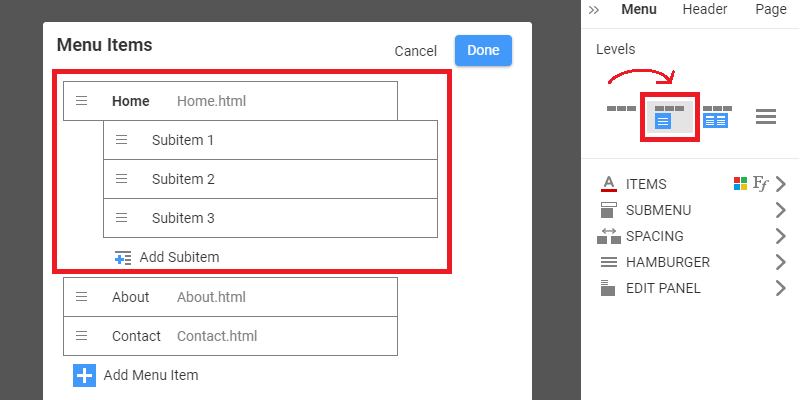 Menu Items
Cancel
Done
Home Home.html
Subitem 1
Subitem 2
Subitem 3
Add Subitem
About About.html
Contact Contact.html
Add Menu Item
Menu Header Page
Levels
A ITEMS Ff
SUBMENU
SPACING
HAMBURGER
EDIT PANEL